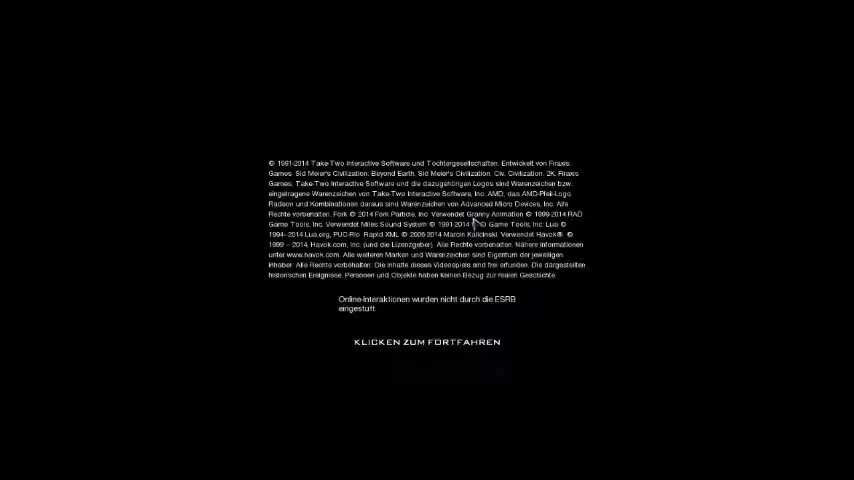 © 1991-2014 Take-Two Interactive Software und Tochtergesellschaften. Entwickelt von Firaxis
Games. Sid Meier's Civilization: Beyond Earth, Sid Meier's Civilization: Civ, Civilization, 2K, Firaxis
Games, Take-Two Interactive Software und die dazugehörigen Logos sind Warenzeichen bzw.
eingetragene Warenzeichen von Take-Two Interactive Software, Inc. AMD, das AMD-Pfeil-Logo,
Radeon und Kombinationen daraus sind Warenzeichen von Advanced Micro Devices, Inc. Alle
Rechte vorbehalten. Fork © 2014 Fork Particle, Inc. Verwendet Granny Animation © 1999-2014 RAD
Game Tools, Inc. Verwendet Miles Sound System © 1991-2014 RAD Game Tools, Inc. Lua ©
1994–2014 Lua.org, PUC-Rio. Rapid XML © 2006-2014 Marcin Kalicinski. Verwendet Havok®. ©
1999 – 2014, Havok.com, Inc. (und die Lizenzgeber). Alle Rechte vorbehalten. Nähere Informationen
unter www.havok.com. Alle weiteren Marken und Warenzeichen sind Eigentum der jeweiligen
Inhaber. Alle Rechte vorbehalten. Die Inhalte dieses Videospiels sind frei erfunden. Die dargestellten
historischen Ereignisse, Personen und Objekte haben keinen Bezug zur realen Geschichte.
Online-Interaktionen wurden nicht durch die ESRB
eingestuft.
KLICKEN ZUM FORTFAHREN